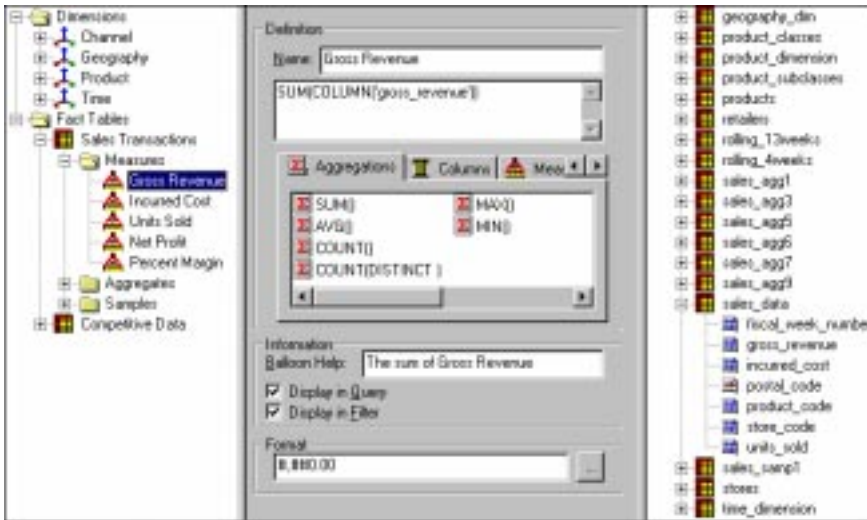 Dimensions
Channel
Geography
Product
Time
Fact Tables
Sales Transactions
Measures
Gross Revenue
Incurred Cost
Units Sold
Net Profit
Percent Margin
Aggregates
Samples
Competitive Data
Definition
Name: Gross Revenue
SUM(COLUMN('gross_revenue'))
Aggregations
Columns
Meas
SUM()
MAX()
AVG()
MIN()
COUNT()
COUNT(DISTINCT )
Information
Balloon Help: The sum of Gross Revenue
Display in Query
Display in Filter
Format
#,##0.00
...
geography_dim
product_classes
product_dimension
product_subclasses
products
retailers
rolling_13weeks
rolling_4weeks
sales_agg1
sales_agg3
sales_agg5
sales_agg6
sales_agg7
sales_agg9
sales_data
fiscal_week_numbe
gross_revenue
incurred_cost
postal_code
product_code
store_code
units_sold
sales_samp1
stores
time_dimension